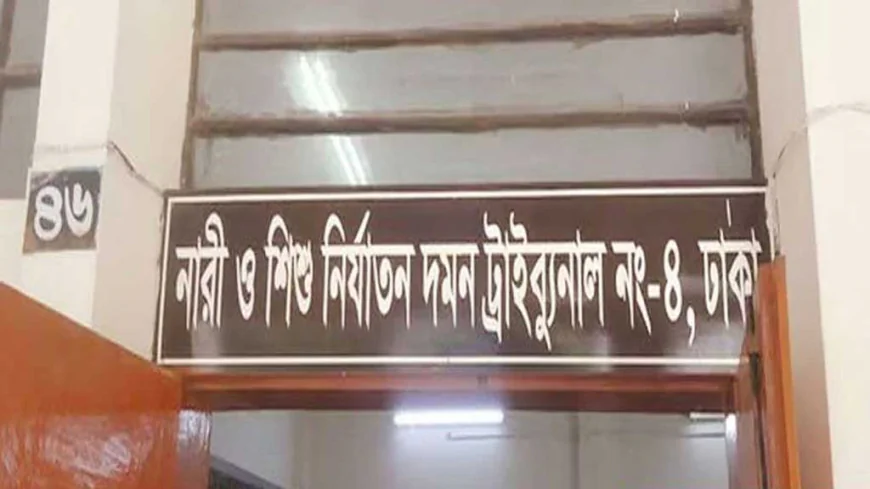 ৪৬
নারী ও শিশু নির্যাতন দমন ট্রাইব্যুনাল নং-৪, ঢাকা